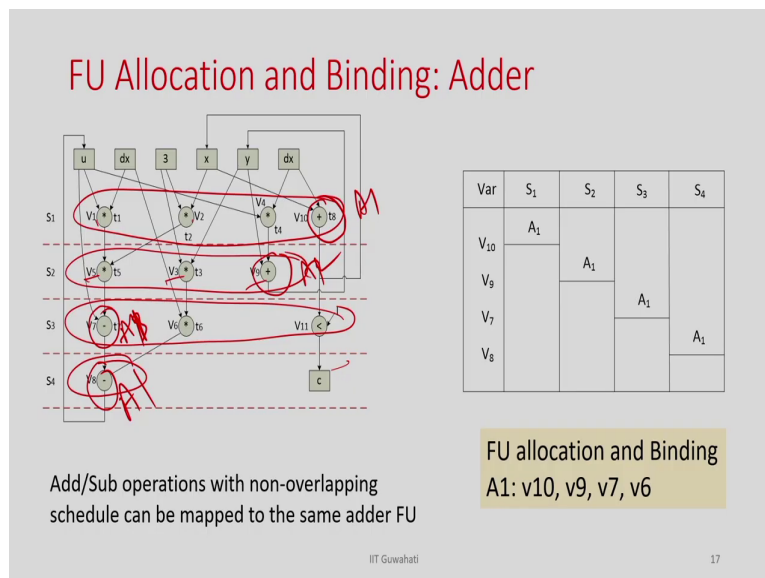 FU Allocation and Binding: Adder
u dx 3 x y dx
S1 V1 * t1 * V2 t2 V4 * t4 V10 + t8 A1
S2 V5 * t5 V3 * t3 V9 +
S3 V7 - V6 * t6 V11 <
S4 V8 - c
A1
Var S1 S2 S3 S4
V10 A1
V9 A1
V7 A1
V8 A1
Add/Sub operations with non-overlapping
schedule can be mapped to the same adder FU
FU allocation and Binding
A1: v10, v9, v7, v6
IIT Guwahati 17